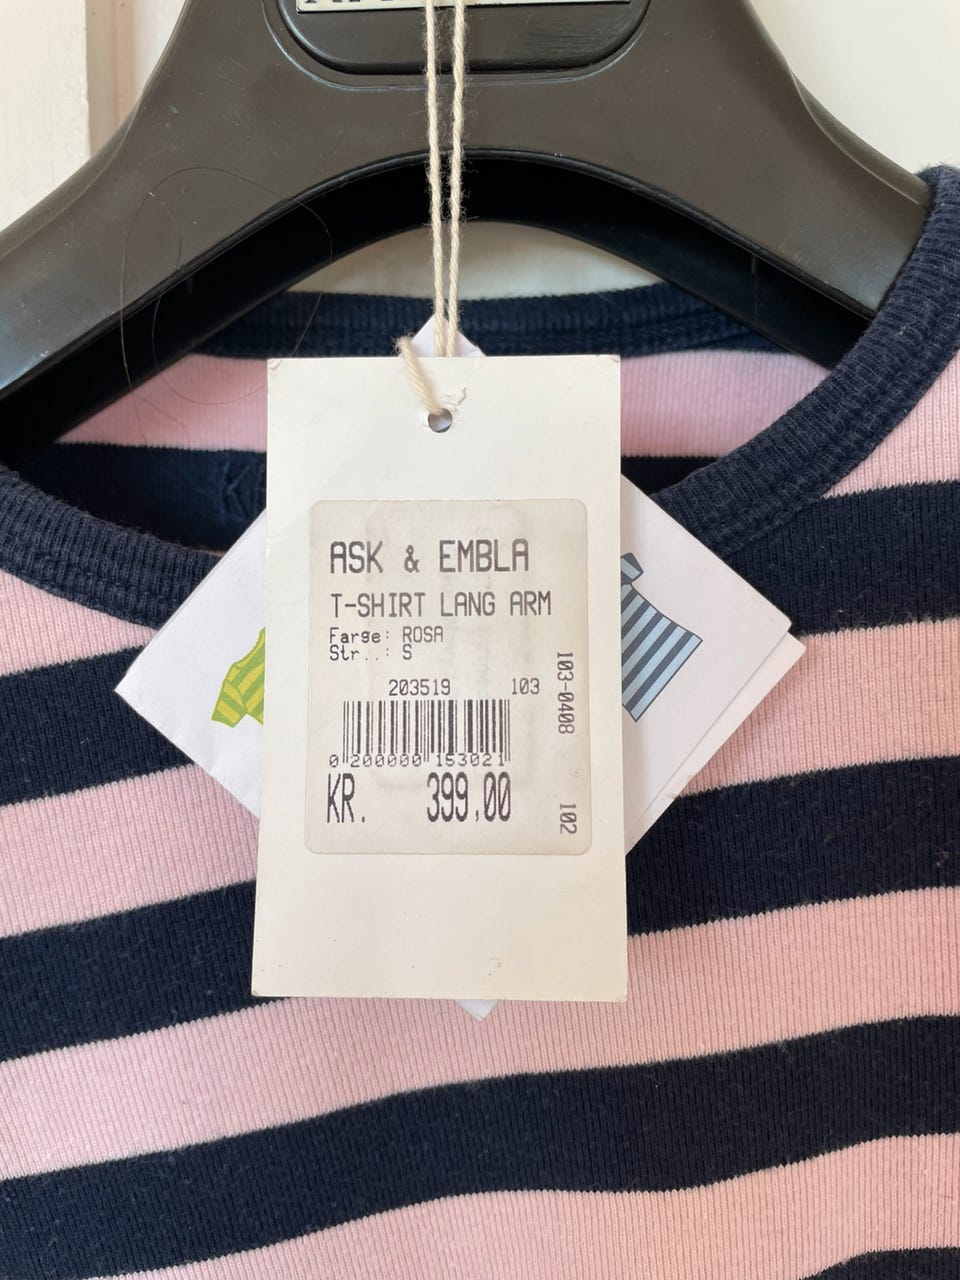 ASK & EMBLA
T-SHIRT LANG ARM
Farge: ROSA
Str..: S
203519 103
0 200000 153021
KR. 399,00
103-0408
102